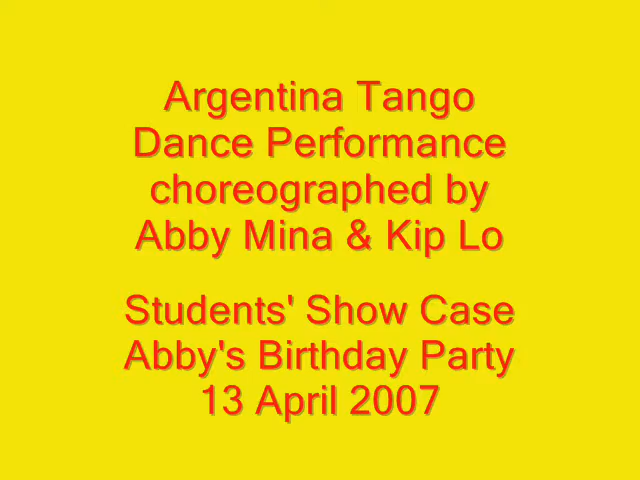 Argentina Tango
Dance Performance
choreographed by
Abby Mina & Kip Lo
Students' Show Case
Abby's Birthday Party
13 April 2007